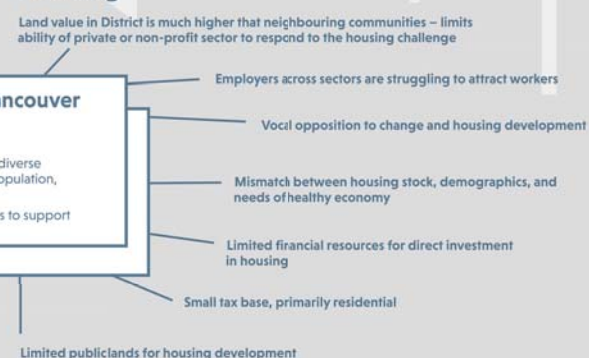 Land value in District is much higher that neighbouring communities – limits
ability of private or non-profit sector to respond to the housing challenge
Employers across sectors are struggling to attract workers
ancouver
Vocal opposition to change and housing development
diverse
opulation,
Mismatch between housing stock, demographics, and
needs of healthy economy
s to support
Limited financial resources for direct investment
in housing
Small tax base, primarily residential
Limited public lands for housing development